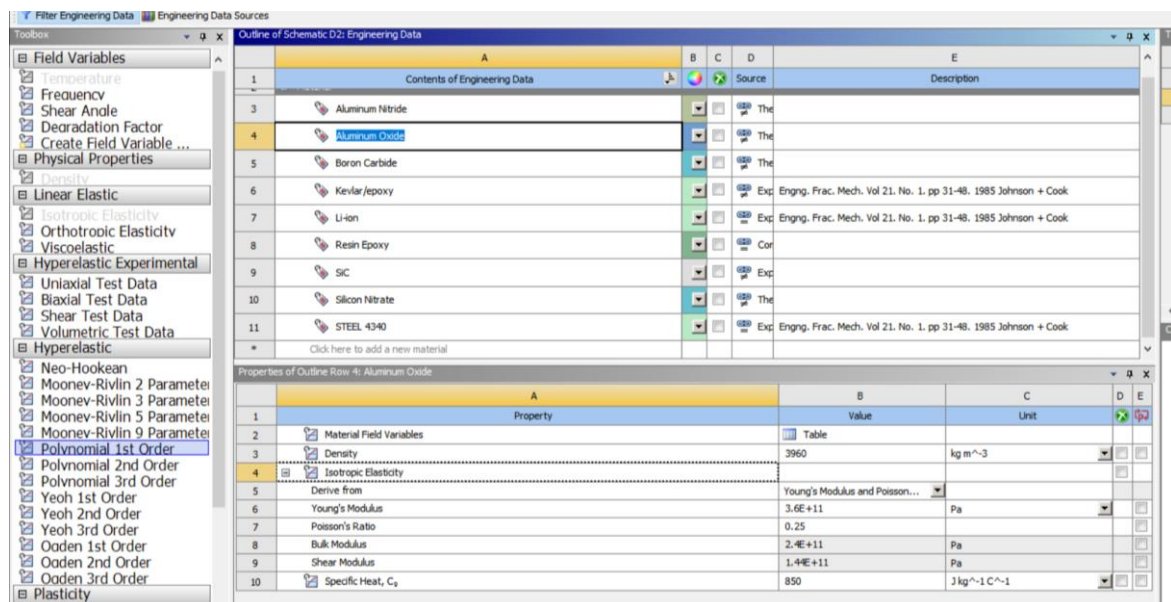 Filter Engineering Data Engineering Data Sources
Toolbox
Field Variables
Temperature
Frequency
Shear Angle
Degradation Factor
Create Field Variable ...
Physical Properties
Density
Linear Elastic
Isotropic Elasticity
Orthotropic Elasticity
Viscoelastic
Hyperelastic Experimental
Uniaxial Test Data
Biaxial Test Data
Shear Test Data
Volumetric Test Data
Hyperelastic
Neo-Hookean
Mooney-Rivlin 2 Parameter
Mooney-Rivlin 3 Parameter
Mooney-Rivlin 5 Parameter
Mooney-Rivlin 9 Parameter
Polynomial 1st Order
Polynomial 2nd Order
Polynomial 3rd Order
Yeoh 1st Order
Yeoh 2nd Order
Yeoh 3rd Order
Ogden 1st Order
Ogden 2nd Order
Ogden 3rd Order
Plasticity
Outline of Schematic D2: Engineering Data
A B C D E
1 Contents of Engineering Data Source Description
3 Aluminum Nitride The
4 Aluminum Oxide The
5 Boron Carbide The
6 Kevlar/epoxy Exp Engng. Frac. Mech. Vol 21. No. 1. pp 31-48. 1985 Johnson + Cook
7 Li-ion Exp Engng. Frac. Mech. Vol 21. No. 1. pp 31-48. 1985 Johnson + Cook
8 Resin Epoxy Cor
9 SiC Exp
10 Silicon Nitrate The
11 STEEL 4340 Exp Engng. Frac. Mech. Vol 21. No. 1. pp 31-48. 1985 Johnson + Cook
* Click here to add a new material
Properties of Outline Row 4: Aluminum Oxide
A B C D E
1 Property Value Unit
2 Material Field Variables Table
3 Density 3960 kg m^-3
4 Isotropic Elasticity
5 Derive from Young's Modulus and Poisson...
6 Young's Modulus 3.6E+11 Pa
7 Poisson's Ratio 0.25
8 Bulk Modulus 2.4E+11 Pa
9 Shear Modulus 1.44E+11 Pa
10 Specific Heat, Cₚ 850 J kg^-1 C^-1